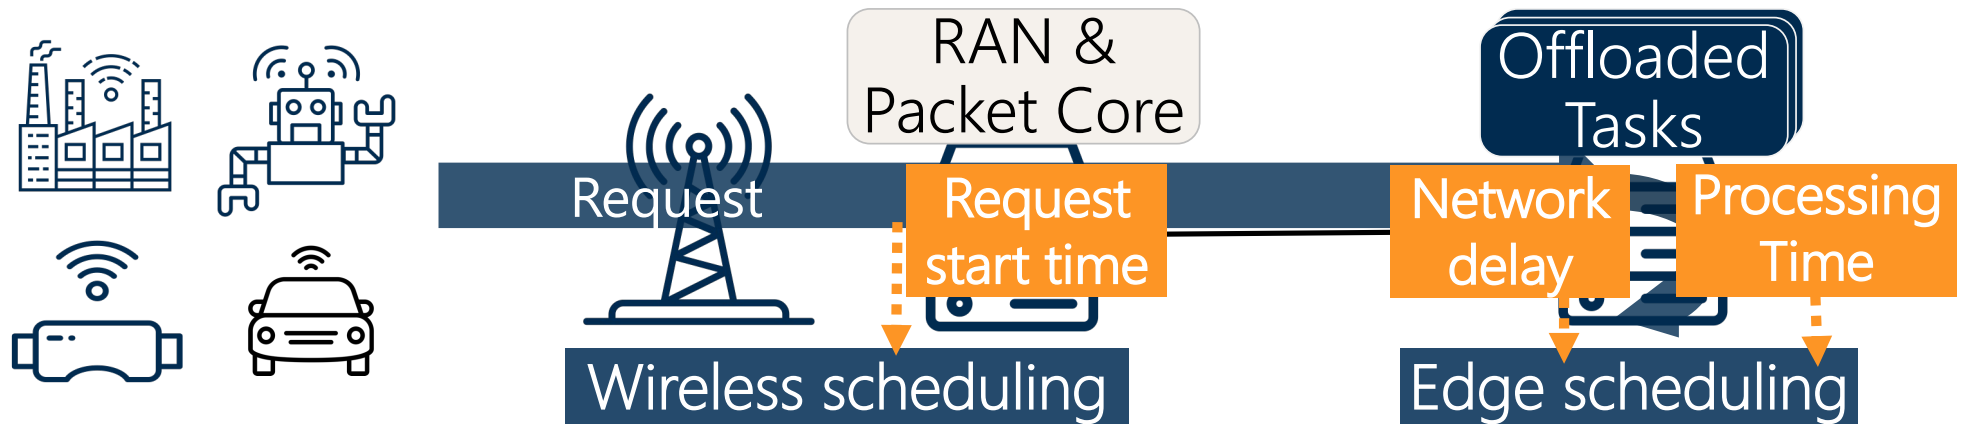 RAN &
Packet Core
Offloaded
Tasks
Request
Request
start time
Network
delay
Processing
Time
Wireless scheduling
Edge scheduling